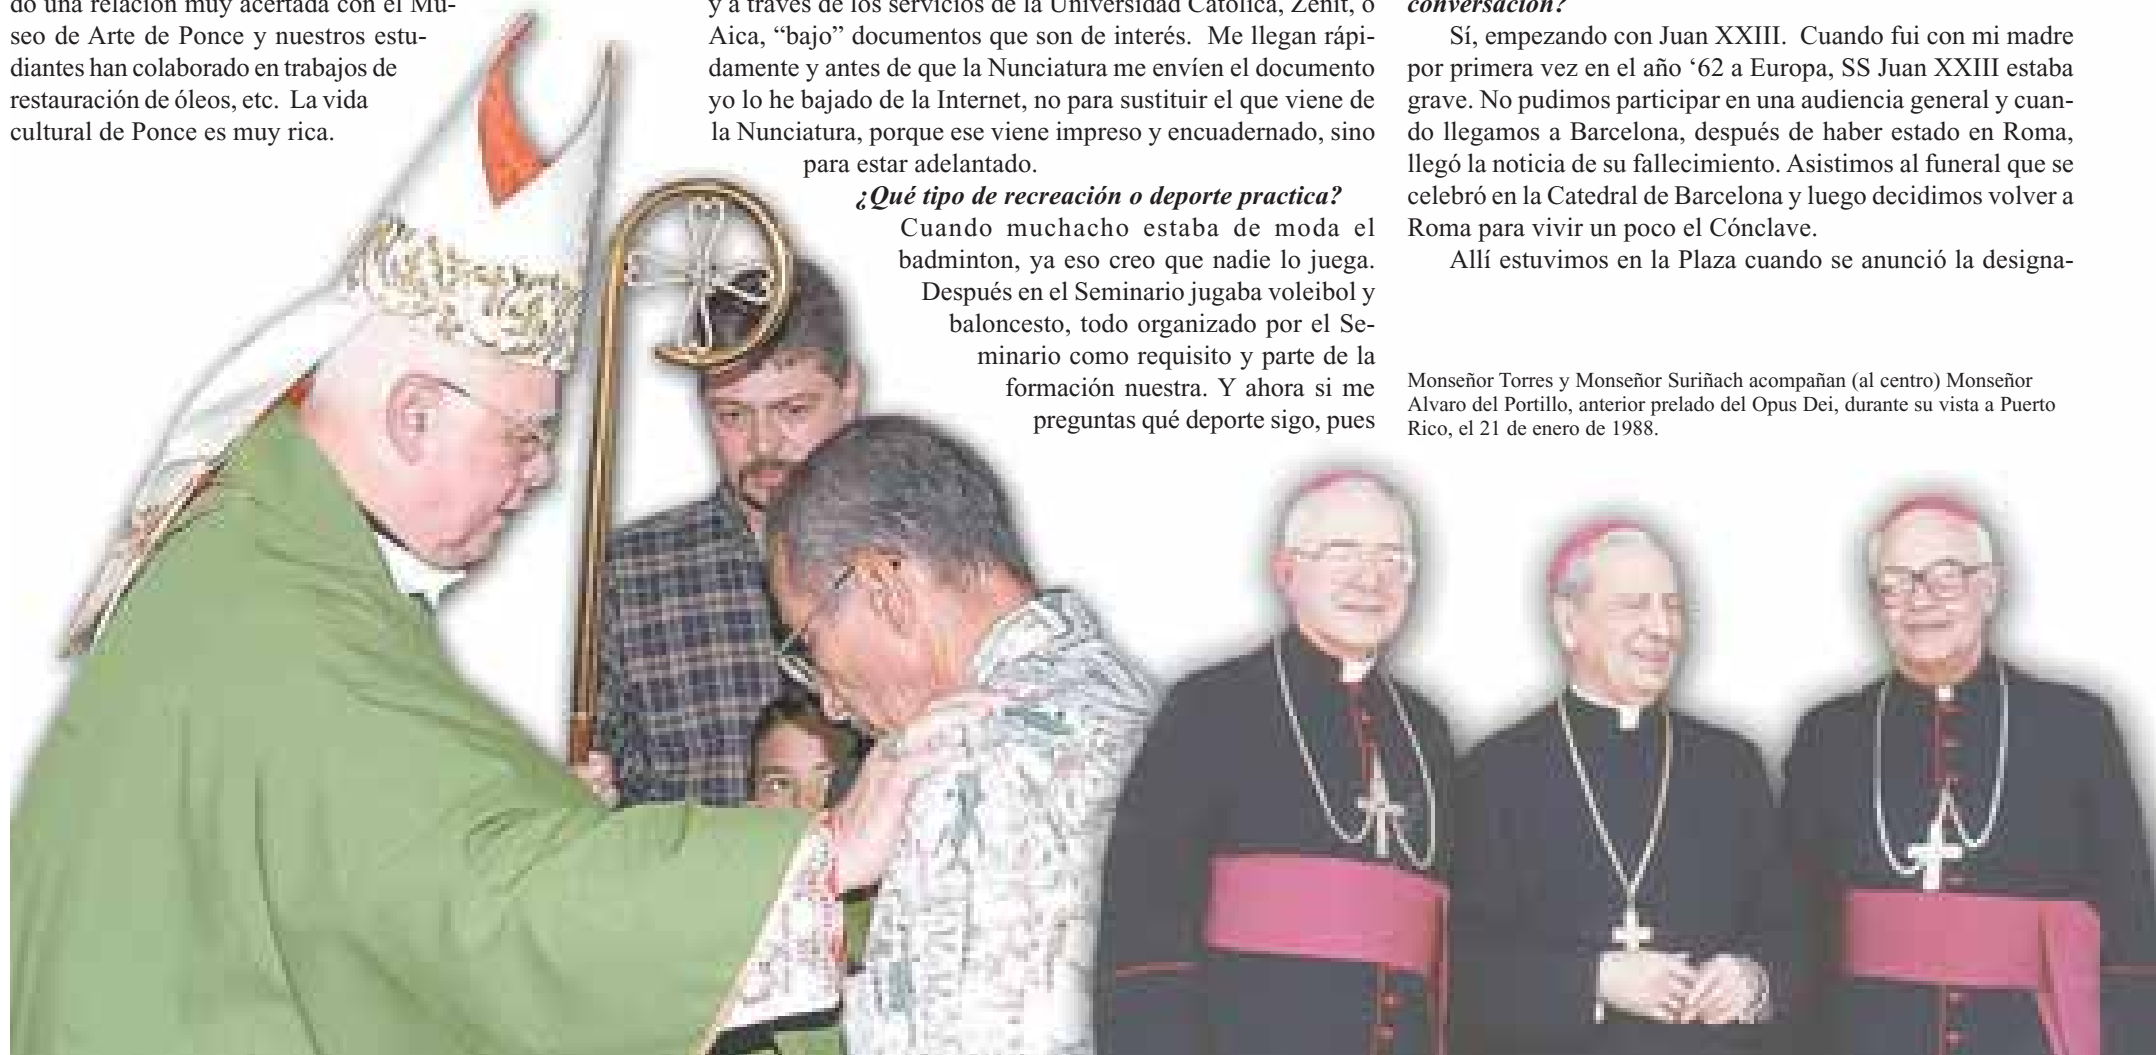 do una relación muy acertada con el Mu-
seo de Arte de Ponce y nuestros estu-
diantes han colaborado en trabajos de
restauración de óleos, etc. La vida
cultural de Ponce es muy rica.
y a través de los servicios de la Universidad Católica, Zenit, o
Aica, “bajo” documentos que son de interés. Me llegan rápi-
damente y antes de que la Nunciatura me envíen el documento
yo lo he bajado de la Internet, no para sustituir el que viene de
la Nunciatura, porque ese viene impreso y encuadernado, sino
para estar adelantado.
¿Qué tipo de recreación o deporte practica?
Cuando muchacho estaba de moda el
badminton, ya eso creo que nadie lo juega.
Después en el Seminario jugaba voleibol y
baloncesto, todo organizado por el Se-
minario como requisito y parte de la
formación nuestra. Y ahora si me
preguntas qué deporte sigo, pues
conversación?
Sí, empezando con Juan XXIII. Cuando fui con mi madre
por primera vez en el año ‘62 a Europa, SS Juan XXIII estaba
grave. No pudimos participar en una audiencia general y cuan-
do llegamos a Barcelona, después de haber estado en Roma,
llegó la noticia de su fallecimiento. Asistimos al funeral que se
celebró en la Catedral de Barcelona y luego decidimos volver a
Roma para vivir un poco el Cónclave.
Allí estuvimos en la Plaza cuando se anunció la designa-
Monseñor Torres y Monseñor Suriñach acompañan (al centro) Monseñor
Alvaro del Portillo, anterior prelado del Opus Dei, durante su vista a Puerto
Rico, el 21 de enero de 1988.